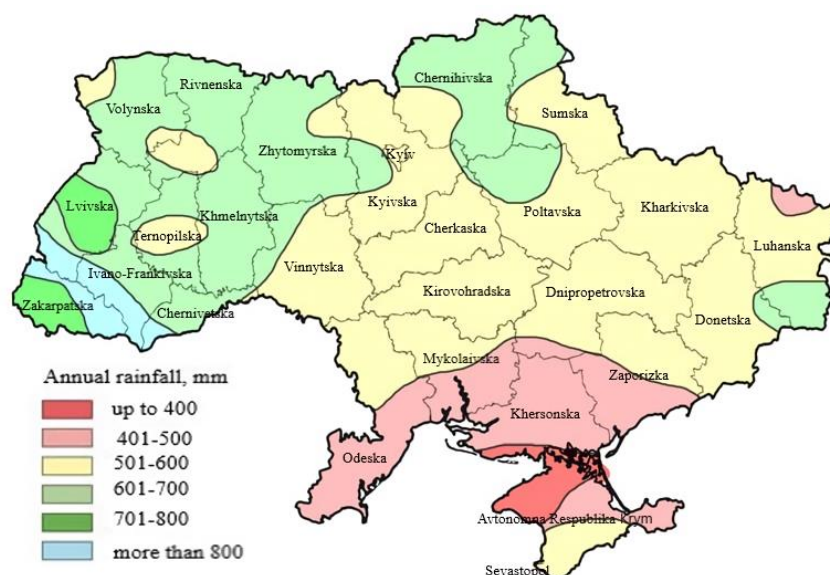 Chernihivska
Rivnenska
Volynska
Sumska
Zhytomyrska
Kyiv
Lvivska
Kyivska
Khmelnytska
Poltavska
Kharkivska
Ternopilska
Cherkaska
Luhanska
Ivano-Frankivska
Vinnytska
Zakarpatska
Kirovohradska
Dnipropetrovska
Chernivetska
Donetska
Mykolaivska
Zaporizka
Khersonska
Odeska
Avtonomna Respublika Krym
Sevastopol
Annual rainfall, mm
up to 400
401-500
501-600
601-700
701-800
more than 800